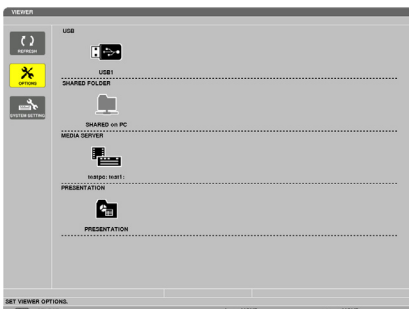 VIEWER
USB
REFRESH
USB1
OPTIONS
SHARED FOLDER
SYSTEM SETTING
SHARED on PC
MEDIA SERVER
testpc: test1:
PRESENTATION
PRESENTATION
SET VIEWER OPTIONS.